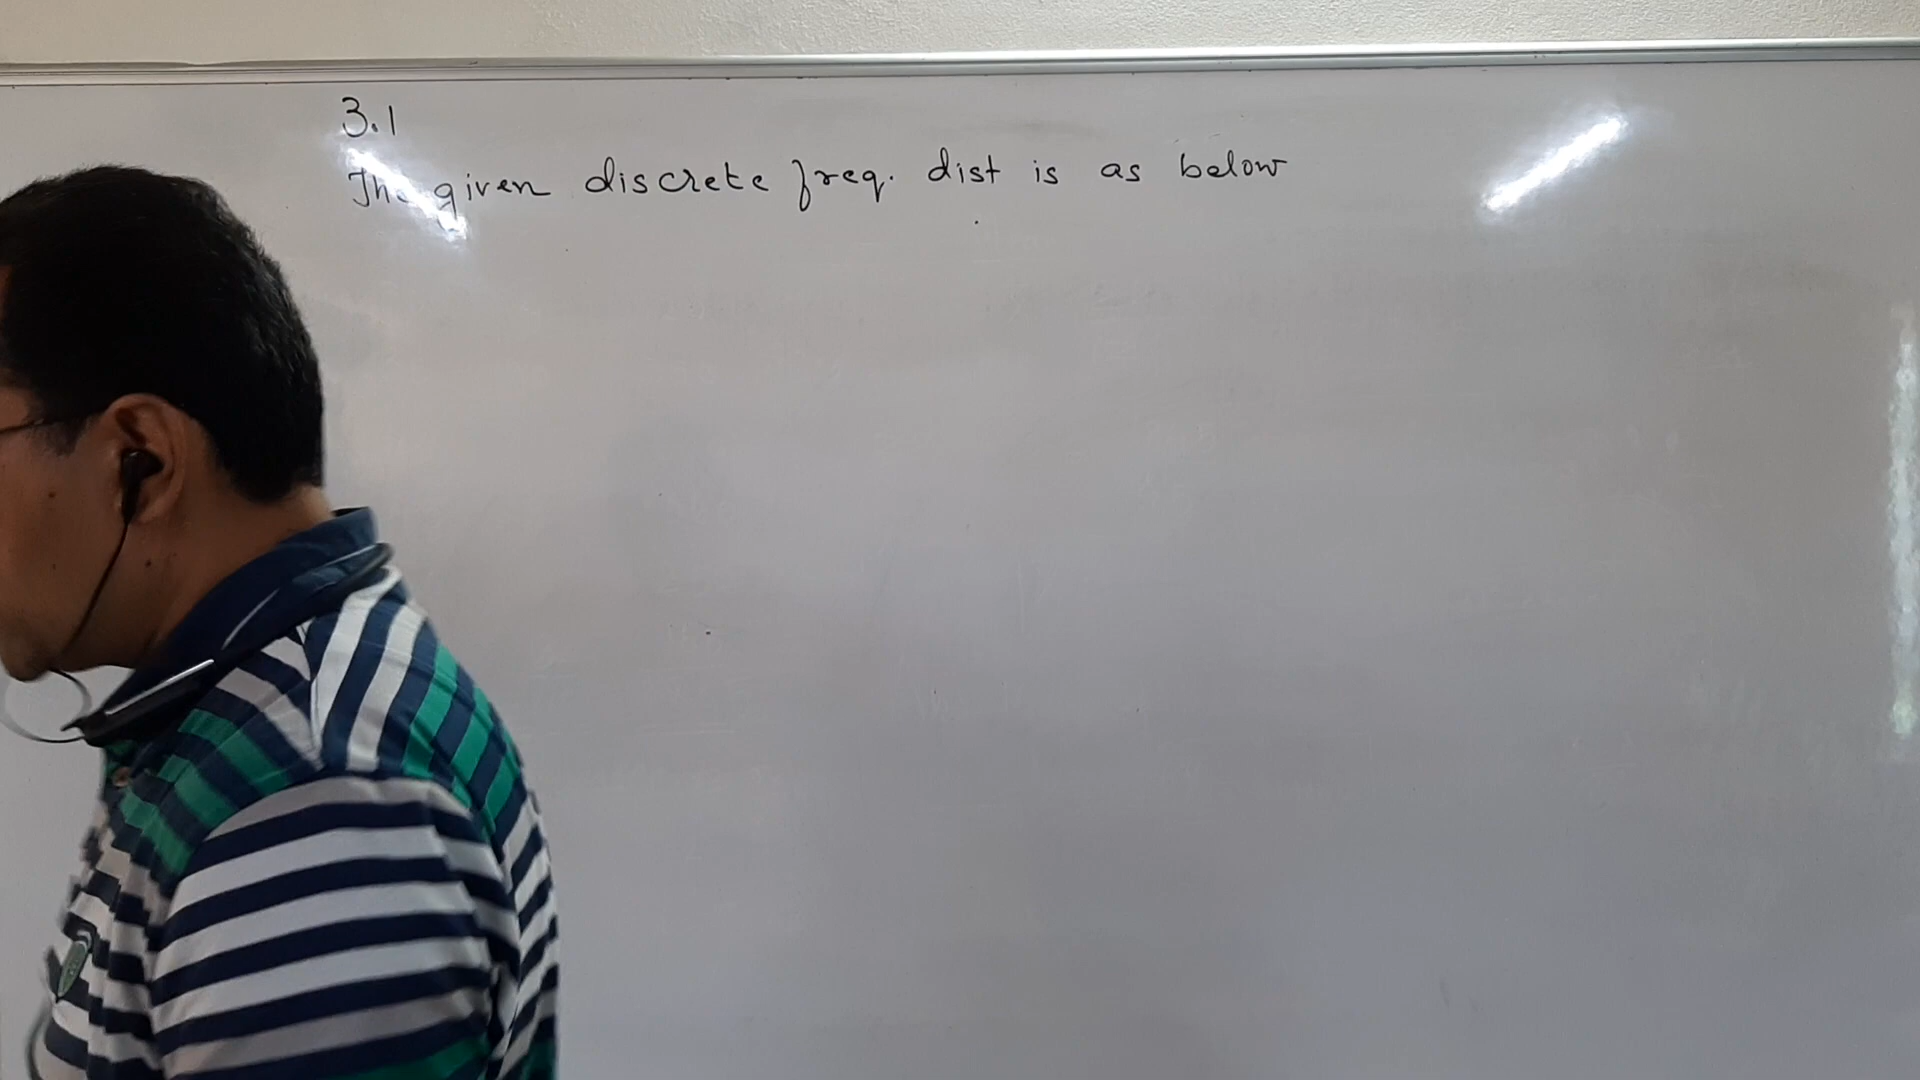 3.1
The given discrete freq. dist is as below